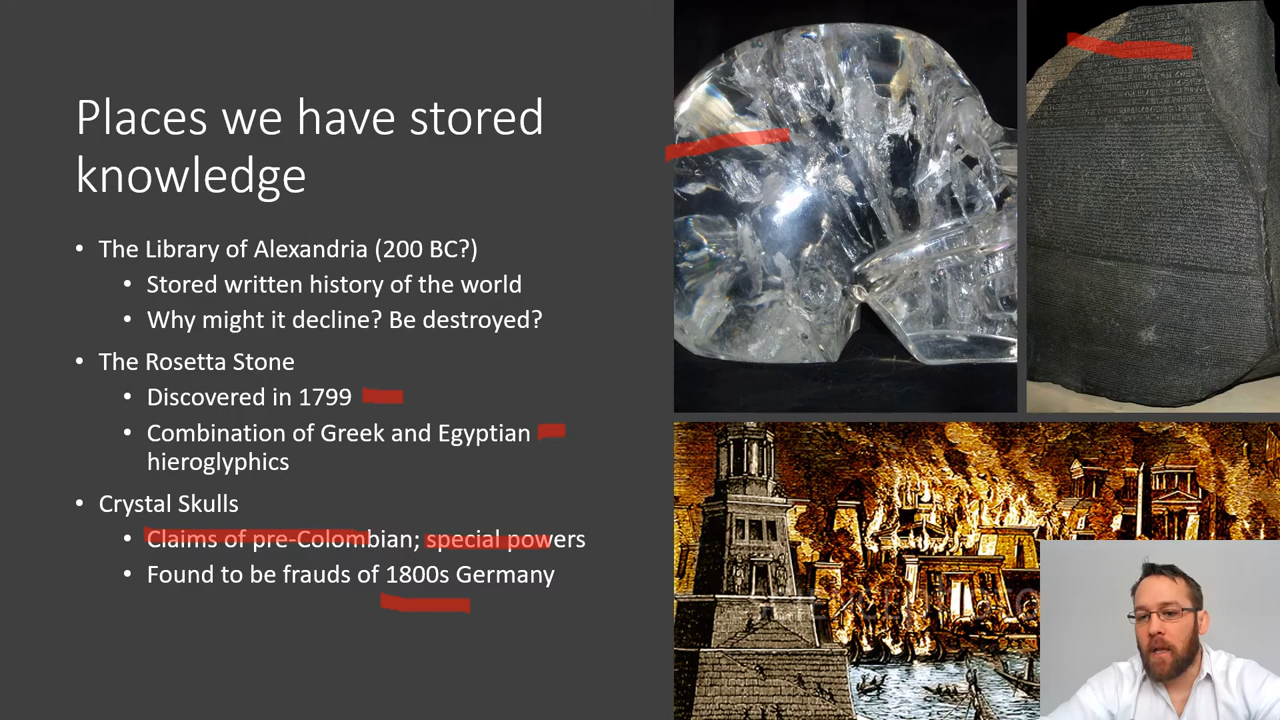 Places we have stored
knowledge
• The Library of Alexandria (200 BC?)
• Stored written history of the world
• Why might it decline? Be destroyed?
• The Rosetta Stone
• Discovered in 1799
• Combination of Greek and Egyptian
hieroglyphics
• Crystal Skulls
• Claims of pre-Colombian; special powers
• Found to be frauds of 1800s Germany